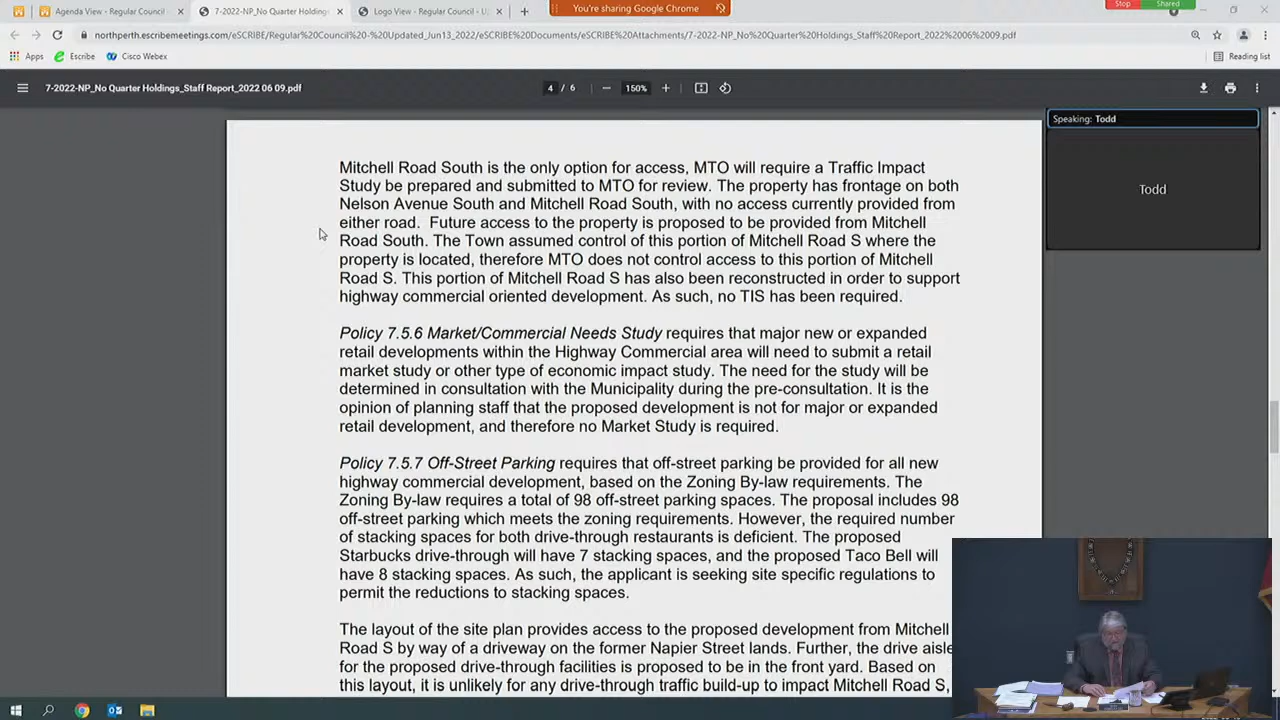 Agenda View - Regular Council
7-2022-NP_No Quarter Holdings
Logo View - Regular Council - U
You're sharing Google Chrome
Stop
Shared
northperth.escribemeetings.com/eSCRIBE/Regular%20Council%20-%20Updated_Jun13_2022/eSCRIBE%20Documents/eSCRIBE%20Attachments/7-2022-NP_No%20Quarter%20Holdings_Staff%20Report_2022%2006%2009.pdf
Apps
Escribe
Cisco Webex
Reading list
7-2022-NP_No Quarter Holdings_Staff Report_2022 06 09.pdf
4 / 6
150%
Speaking: Todd
Todd
Mitchell Road South is the only option for access, MTO will require a Traffic Impact
Study be prepared and submitted to MTO for review. The property has frontage on both
Nelson Avenue South and Mitchell Road South, with no access currently provided from
either road. Future access to the property is proposed to be provided from Mitchell
Road South. The Town assumed control of this portion of Mitchell Road S where the
property is located, therefore MTO does not control access to this portion of Mitchell
Road S. This portion of Mitchell Road S has also been reconstructed in order to support
highway commercial oriented development. As such, no TIS has been required.
Policy 7.5.6 Market/Commercial Needs Study requires that major new or expanded
retail developments within the Highway Commercial area will need to submit a retail
market study or other type of economic impact study. The need for the study will be
determined in consultation with the Municipality during the pre-consultation. It is the
opinion of planning staff that the proposed development is not for major or expanded
retail development, and therefore no Market Study is required.
Policy 7.5.7 Off-Street Parking requires that off-street parking be provided for all new
highway commercial development, based on the Zoning By-law requirements. The
Zoning By-law requires a total of 98 off-street parking spaces. The proposal includes 98
off-street parking which meets the zoning requirements. However, the required number
of stacking spaces for both drive-through restaurants is deficient. The proposed
Starbucks drive-through will have 7 stacking spaces, and the proposed Taco Bell will
have 8 stacking spaces. As such, the applicant is seeking site specific regulations to
permit the reductions to stacking spaces.
The layout of the site plan provides access to the proposed development from Mitchell
Road S by way of a driveway on the former Napier Street lands. Further, the drive aisle
for the proposed drive-through facilities is proposed to be in the front yard. Based on
this layout, it is unlikely for any drive-through traffic build-up to impact Mitchell Road S,